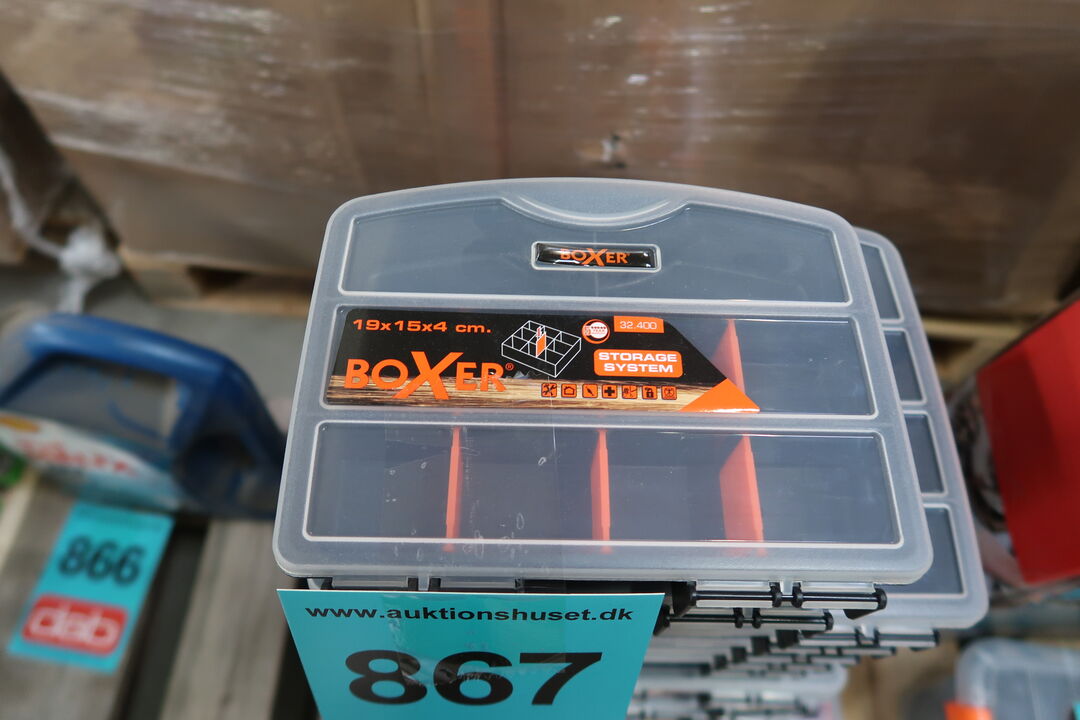 BOXER
19x15x4 cm.
32.400
BOXER®
STORAGE
SYSTEM
866
dab
www.auktionshuset.dk
867